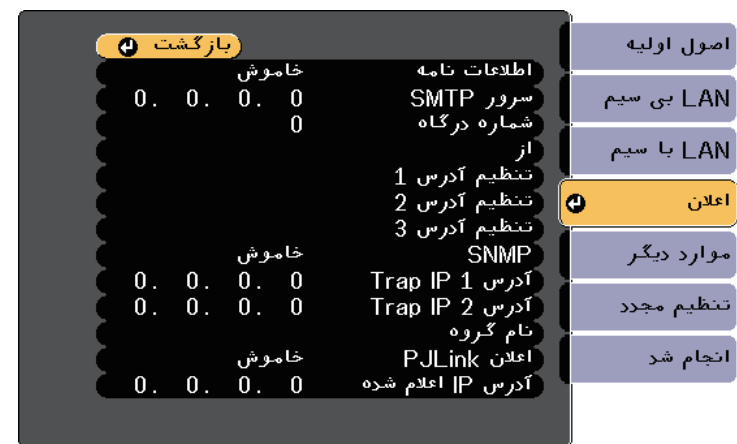 اصول اولیه
LAN بی سیم
LAN با سیم
اعلان
موارد دیگر
تنظیم مجدد
انجام شد
بازگشت
اطلاعات نامه خاموش
سرور SMTP 0. 0. 0. 0
شماره درگاه 0
از
تنظیم آدرس 1
تنظیم آدرس 2
تنظیم آدرس 3
SNMP خاموش
آدرس Trap IP 1 0. 0. 0. 0
آدرس Trap IP 2 0. 0. 0. 0
نام گروه
اعلان PJLink خاموش
آدرس IP اعلام شده 0. 0. 0. 0